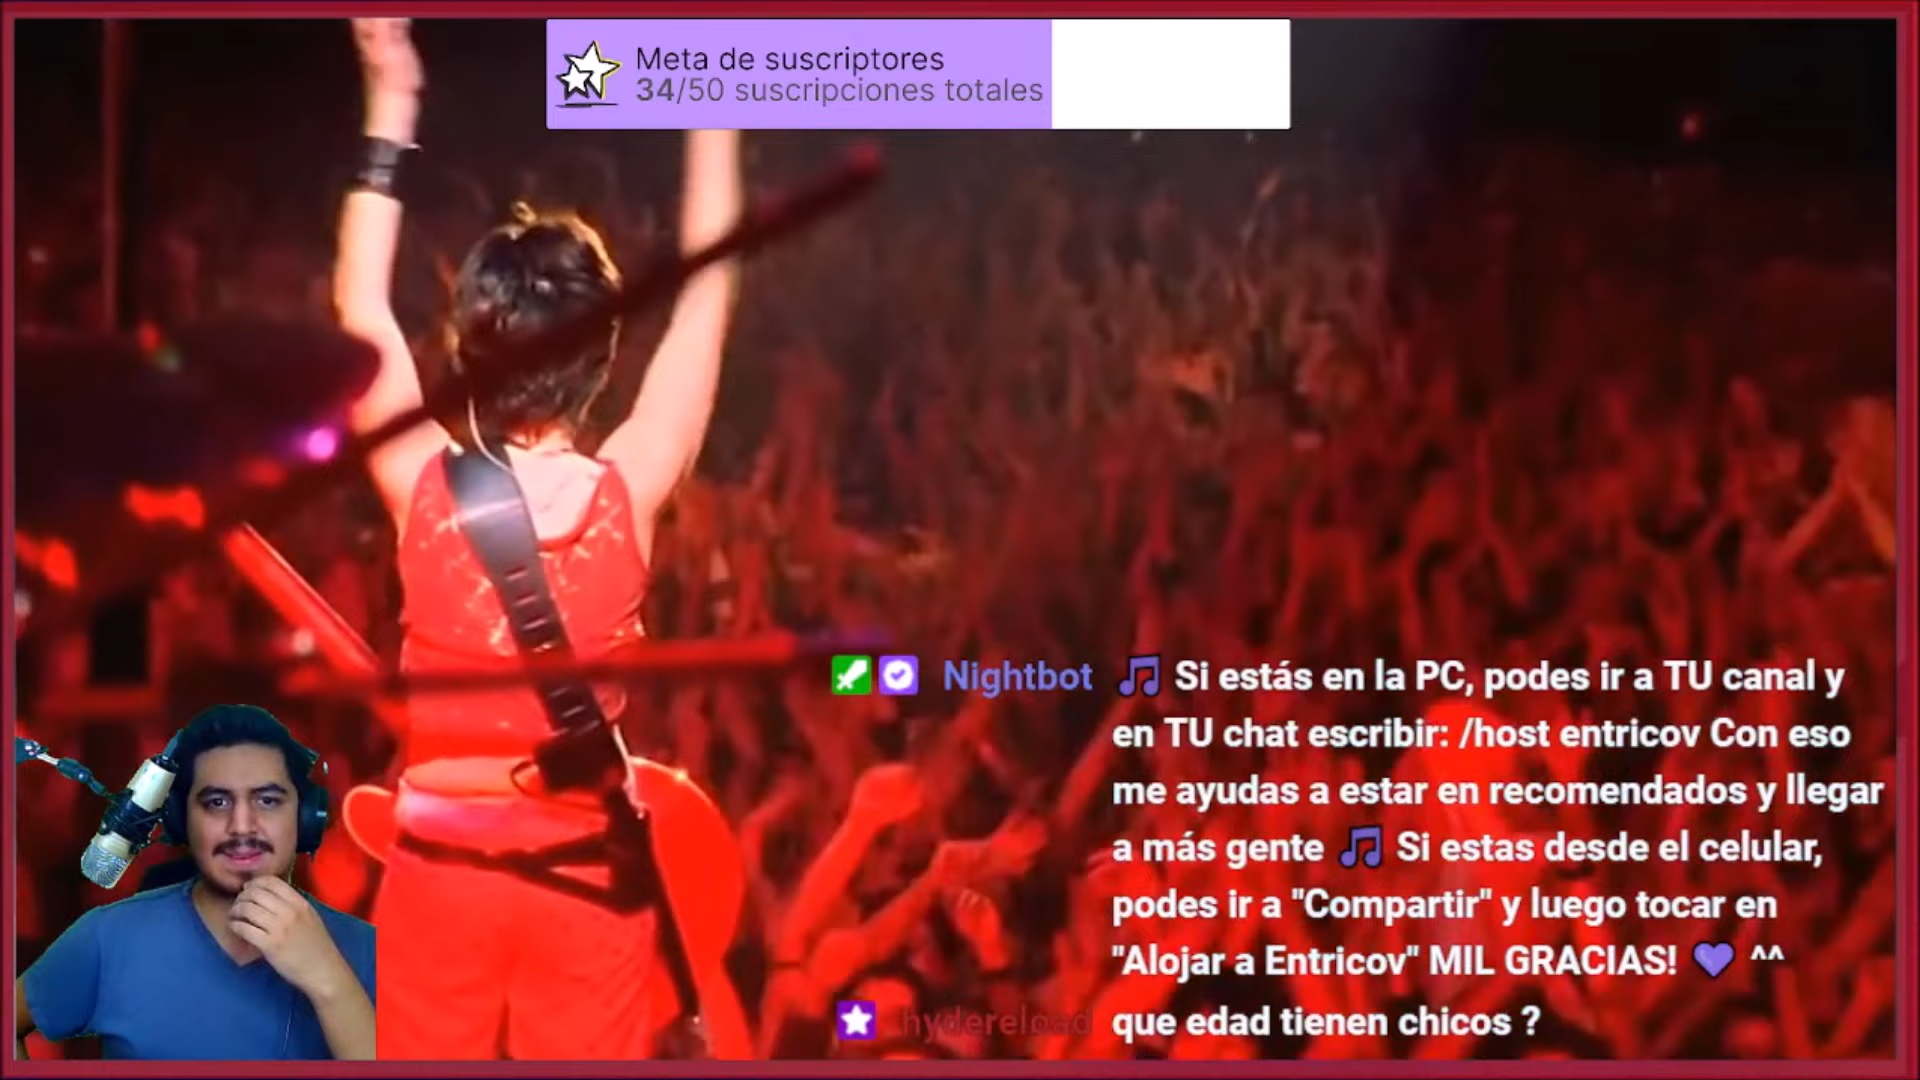 Meta de suscriptores
34/50 suscripciones totales
Nightbot 🎵 Si estás en la PC, podes ir a TU canal y
en TU chat escribir: /host entricov Con eso
me ayudas a estar en recomendados y llegar
a más gente 🎵 Si estas desde el celular,
podes ir a "Compartir" y luego tocar en
"Alojar a Entricov" MIL GRACIAS! 💜 ^^
hydereload que edad tienen chicos ?